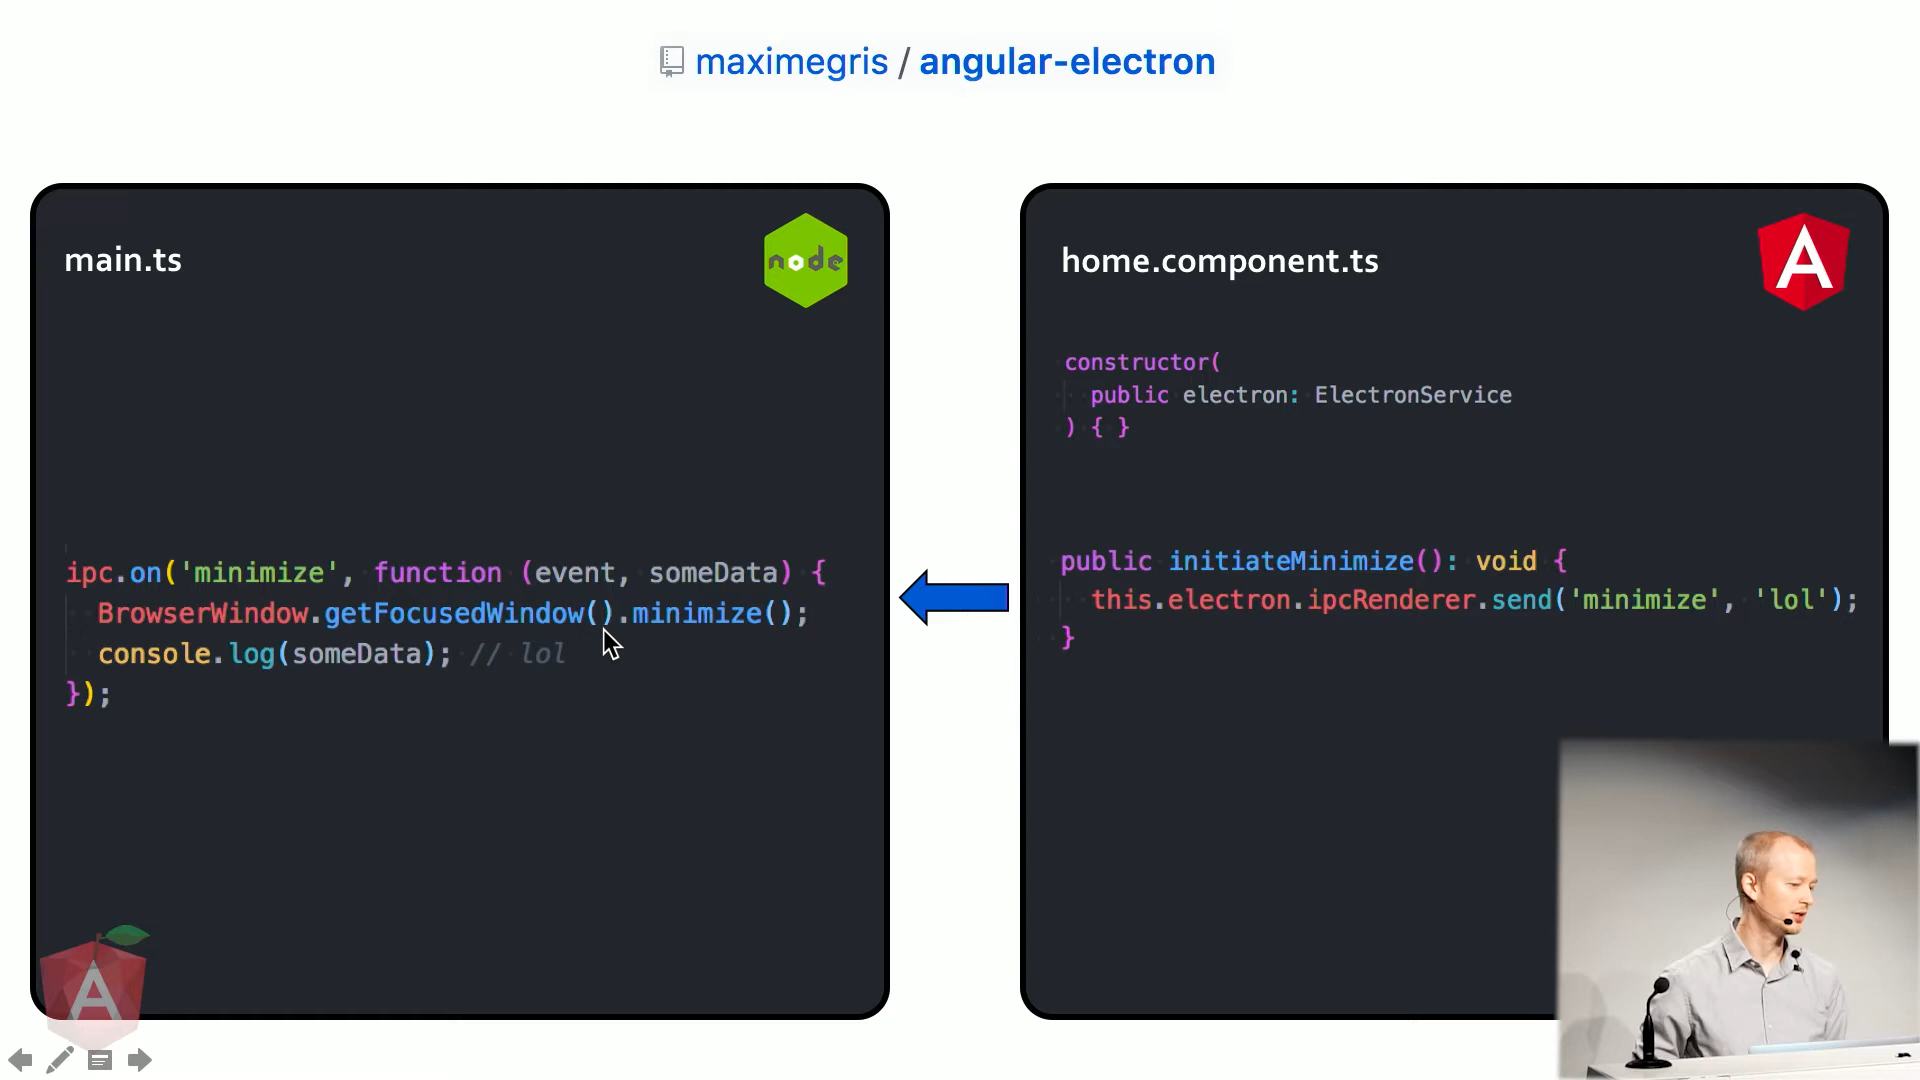 maximegris / angular-electron
main.ts
node
ipc.on('minimize', function (event, someData) {
BrowserWindow.getFocusedWindow().minimize();
console.log(someData); // lol
});
home.component.ts
A
constructor(
public electron: ElectronService
) { }
public initiateMinimize(): void {
this.electron.ipcRenderer.send('minimize', 'lol');
}
A